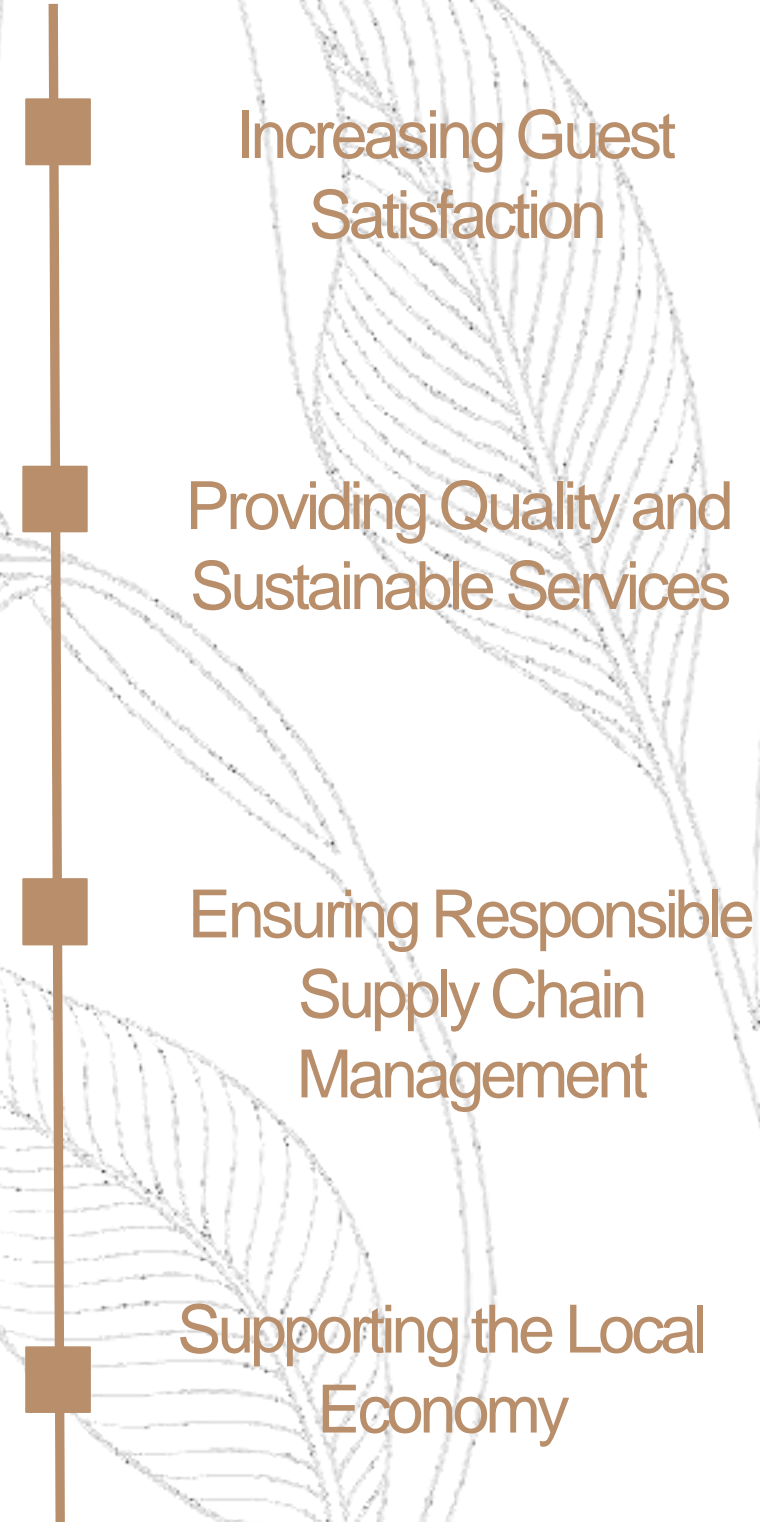 Increasing Guest
Satisfaction
Providing Quality and
Sustainable Services
Ensuring Responsible
Supply Chain
Management
Supporting the Local
Economy